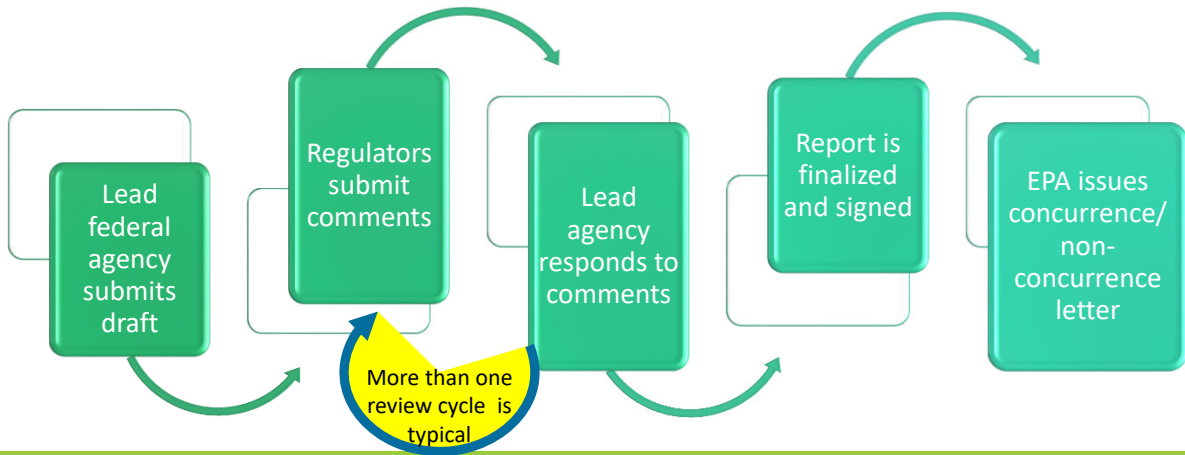 Lead
federal
agency
submits
draft
Regulators
submit
comments
More than one
review cycle is
typical
Lead
agency
responds to
comments
Report is
finalized
and signed
EPA issues
concurrence/
non-
concurrence
letter